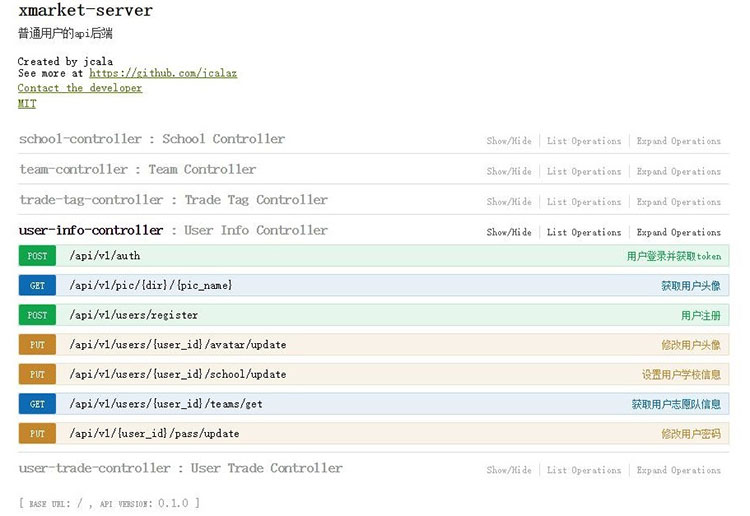 xmarket-server
普通用户的api后端
Created by jcala
See more at https://github.com/jcalaz
Contact the developer
MIT
school-controller : School Controller Show/Hide List Operations Expand Operations
team-controller : Team Controller Show/Hide List Operations Expand Operations
trade-tag-controller : Trade Tag Controller Show/Hide List Operations Expand Operations
user-info-controller : User Info Controller Show/Hide List Operations Expand Operations
POST /api/v1/auth 用户登录并获取token
GET /api/v1/pic/{dir}/{pic_name} 获取用户头像
POST /api/v1/users/register 用户注册
PUT /api/v1/users/{user_id}/avatar/update 修改用户头像
PUT /api/v1/users/{user_id}/school/update 设置用户学校信息
GET /api/v1/users/{user_id}/teams/get 获取用户志愿队信息
PUT /api/v1/{user_id}/pass/update 修改用户密码
user-trade-controller : User Trade Controller Show/Hide List Operations Expand Operations
[ BASE URL: / , API VERSION: 0.1.0 ]